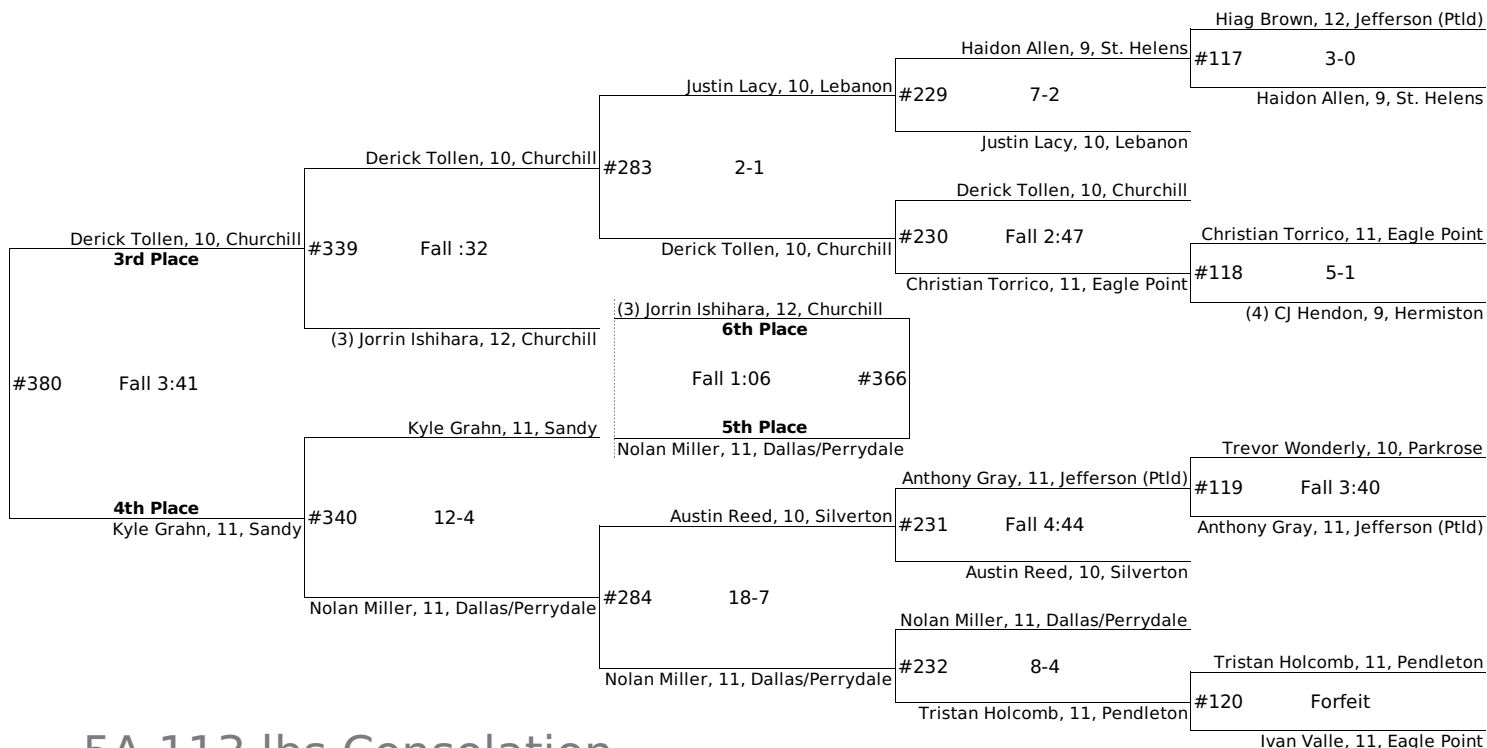 Hiag Brown, 12, Jefferson (Ptld)
Haidon Allen, 9, St. Helens
#117 3-0
Justin Lacy, 10, Lebanon
#229 7-2
Haidon Allen, 9, St. Helens
Justin Lacy, 10, Lebanon
Derick Tollen, 10, Churchill
#283 2-1
Derick Tollen, 10, Churchill
Derick Tollen, 10, Churchill
#339 Fall :32
Derick Tollen, 10, Churchill
#230 Fall 2:47
Christian Torrico, 11, Eagle Point
3rd Place
Christian Torrico, 11, Eagle Point
#118 5-1
(3) Jorrin Ishihara, 12, Churchill
(4) CJ Hendon, 9, Hermiston
(3) Jorrin Ishihara, 12, Churchill
6th Place
#380 Fall 3:41
Fall 1:06 #366
Kyle Grahn, 11, Sandy
5th Place
Nolan Miller, 11, Dallas/Perrydale
Trevor Wonderly, 10, Parkrose
Anthony Gray, 11, Jefferson (Ptld)
#119 Fall 3:40
4th Place
Kyle Grahn, 11, Sandy
#340 12-4
Austin Reed, 10, Silverton
#231 Fall 4:44
Anthony Gray, 11, Jefferson (Ptld)
Austin Reed, 10, Silverton
Nolan Miller, 11, Dallas/Perrydale
#284 18-7
Nolan Miller, 11, Dallas/Perrydale
#232 8-4
Tristan Holcomb, 11, Pendleton
Nolan Miller, 11, Dallas/Perrydale
#120 Forfeit
Tristan Holcomb, 11, Pendleton
Ivan Valle, 11, Eagle Point
5A 113 lbs Consolation